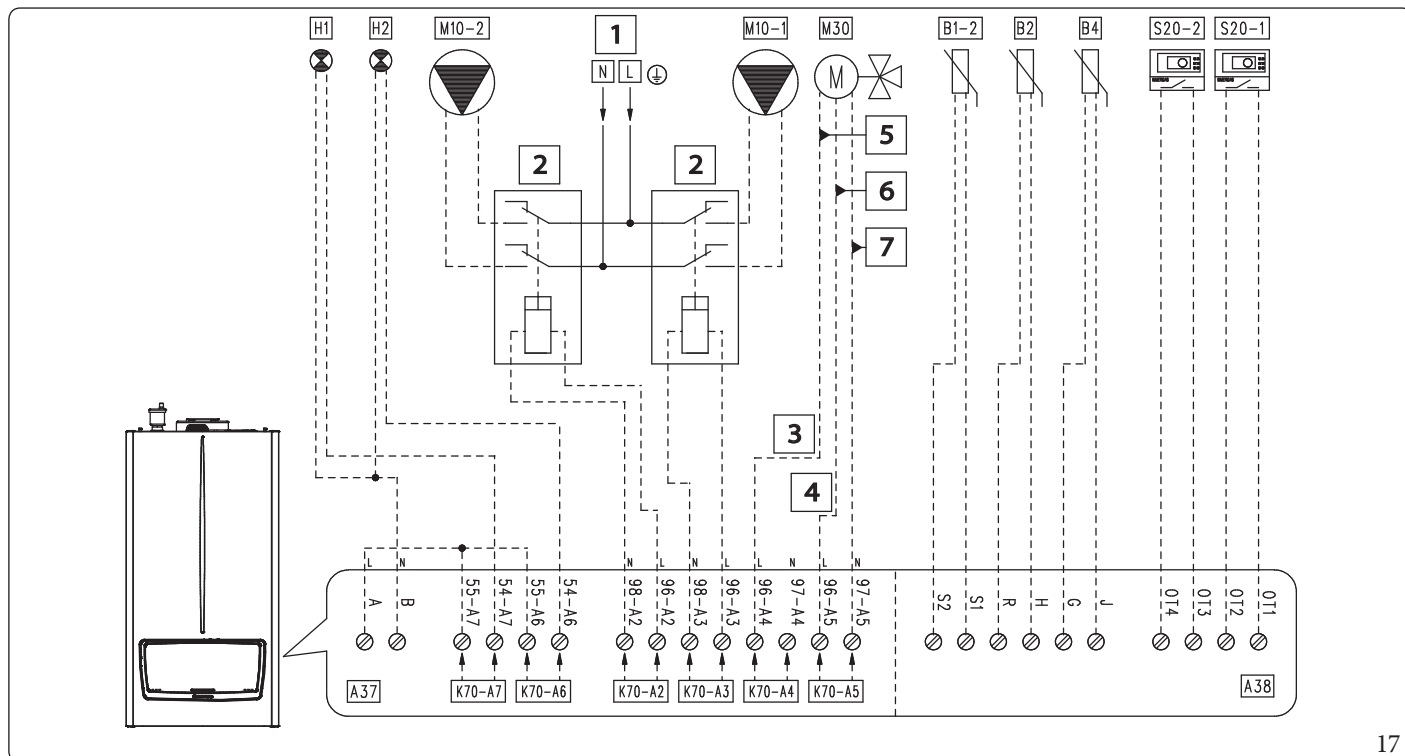 H1 H2 M10-2 1 M10-1 M30 B1-2 B2 B4 S20-2 S20-1
N L
M
5
2 2
6
7
3
4
L N N L N L L N L N
A B 55-A7 54-A7 55-A6 54-A6 98-A2 96-A2 98-A3 96-A3 96-A4 97-A4 96-A5 97-A5 S2 S1 R H G J OT4 OT3 OT2 OT1
A37 K70-A7 K70-A6 K70-A2 K70-A3 K70-A4 K70-A5 A38
17